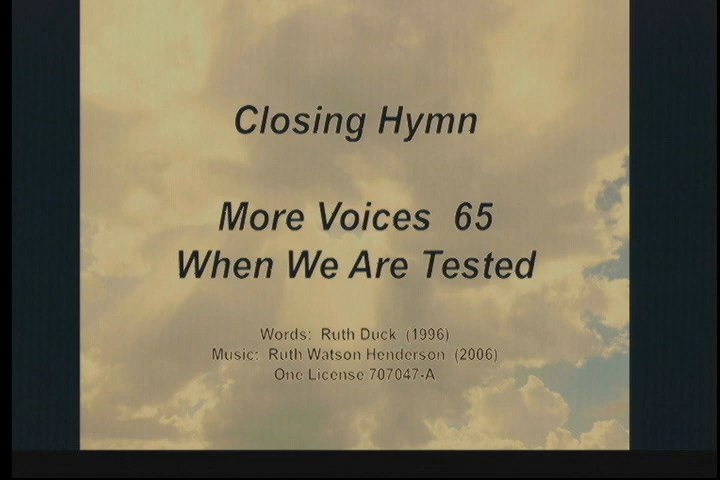 Closing Hymn
More Voices 65
When We Are Tested
Words: Ruth Duck (1996)
Music: Ruth Watson Henderson (2006)
One License 707047-A